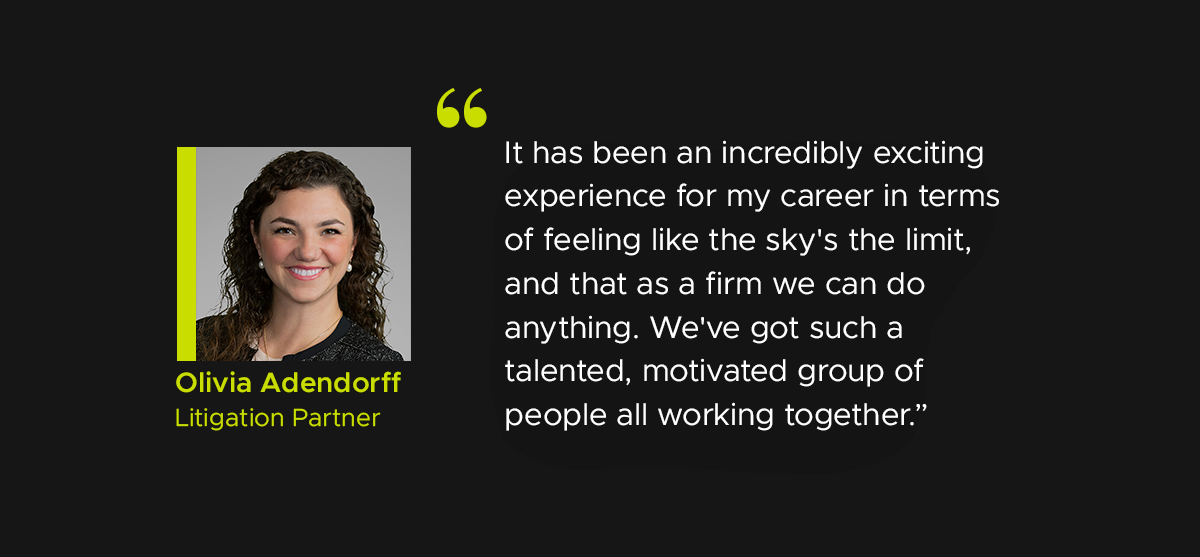 “
It has been an incredibly exciting
experience for my career in terms
of feeling like the sky's the limit,
and that as a firm we can do
anything. We've got such a
talented, motivated group of
people all working together.”
Olivia Adendorff
Litigation Partner